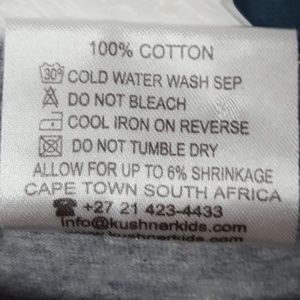 100% COTTON
30° COLD WATER WASH SEP.
DO NOT BLEACH
COOL IRON ON REVERSE
DO NOT TUMBLE DRY
ALLOW FOR UP TO 6% SHRINKAGE
CAPE TOWN SOUTH AFRICA
+27 21 423-4433
Info@kushnerkids.com